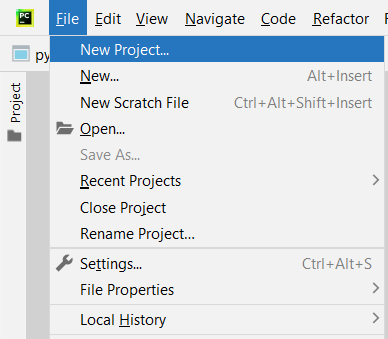 PC File Edit View Navigate Code Refactor
py
Project
New Project...
New... Alt+Insert
New Scratch File Ctrl+Alt+Shift+Insert
Open...
Save As...
Recent Projects
Close Project
Rename Project...
Settings... Ctrl+Alt+S
File Properties
Local History